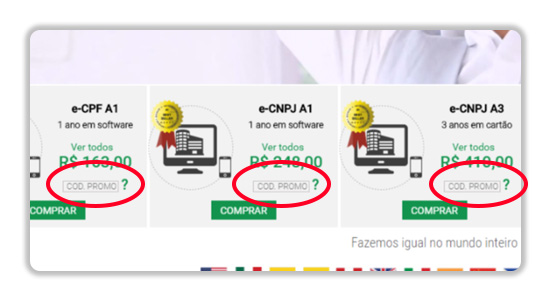 e-CPF A1
1 ano em software
Ver todos
R$ 163,00
COD. PROMO ?
COMPRAR
e-CNPJ A1
1 ano em software
Ver todos
R$ 248,00
COD. PROMO ?
COMPRAR
e-CNPJ A3
3 anos em cartão
Ver todos
R$ 410,00
COD. PROMO ?
COMPRAR
Fazemos igual no mundo inteiro